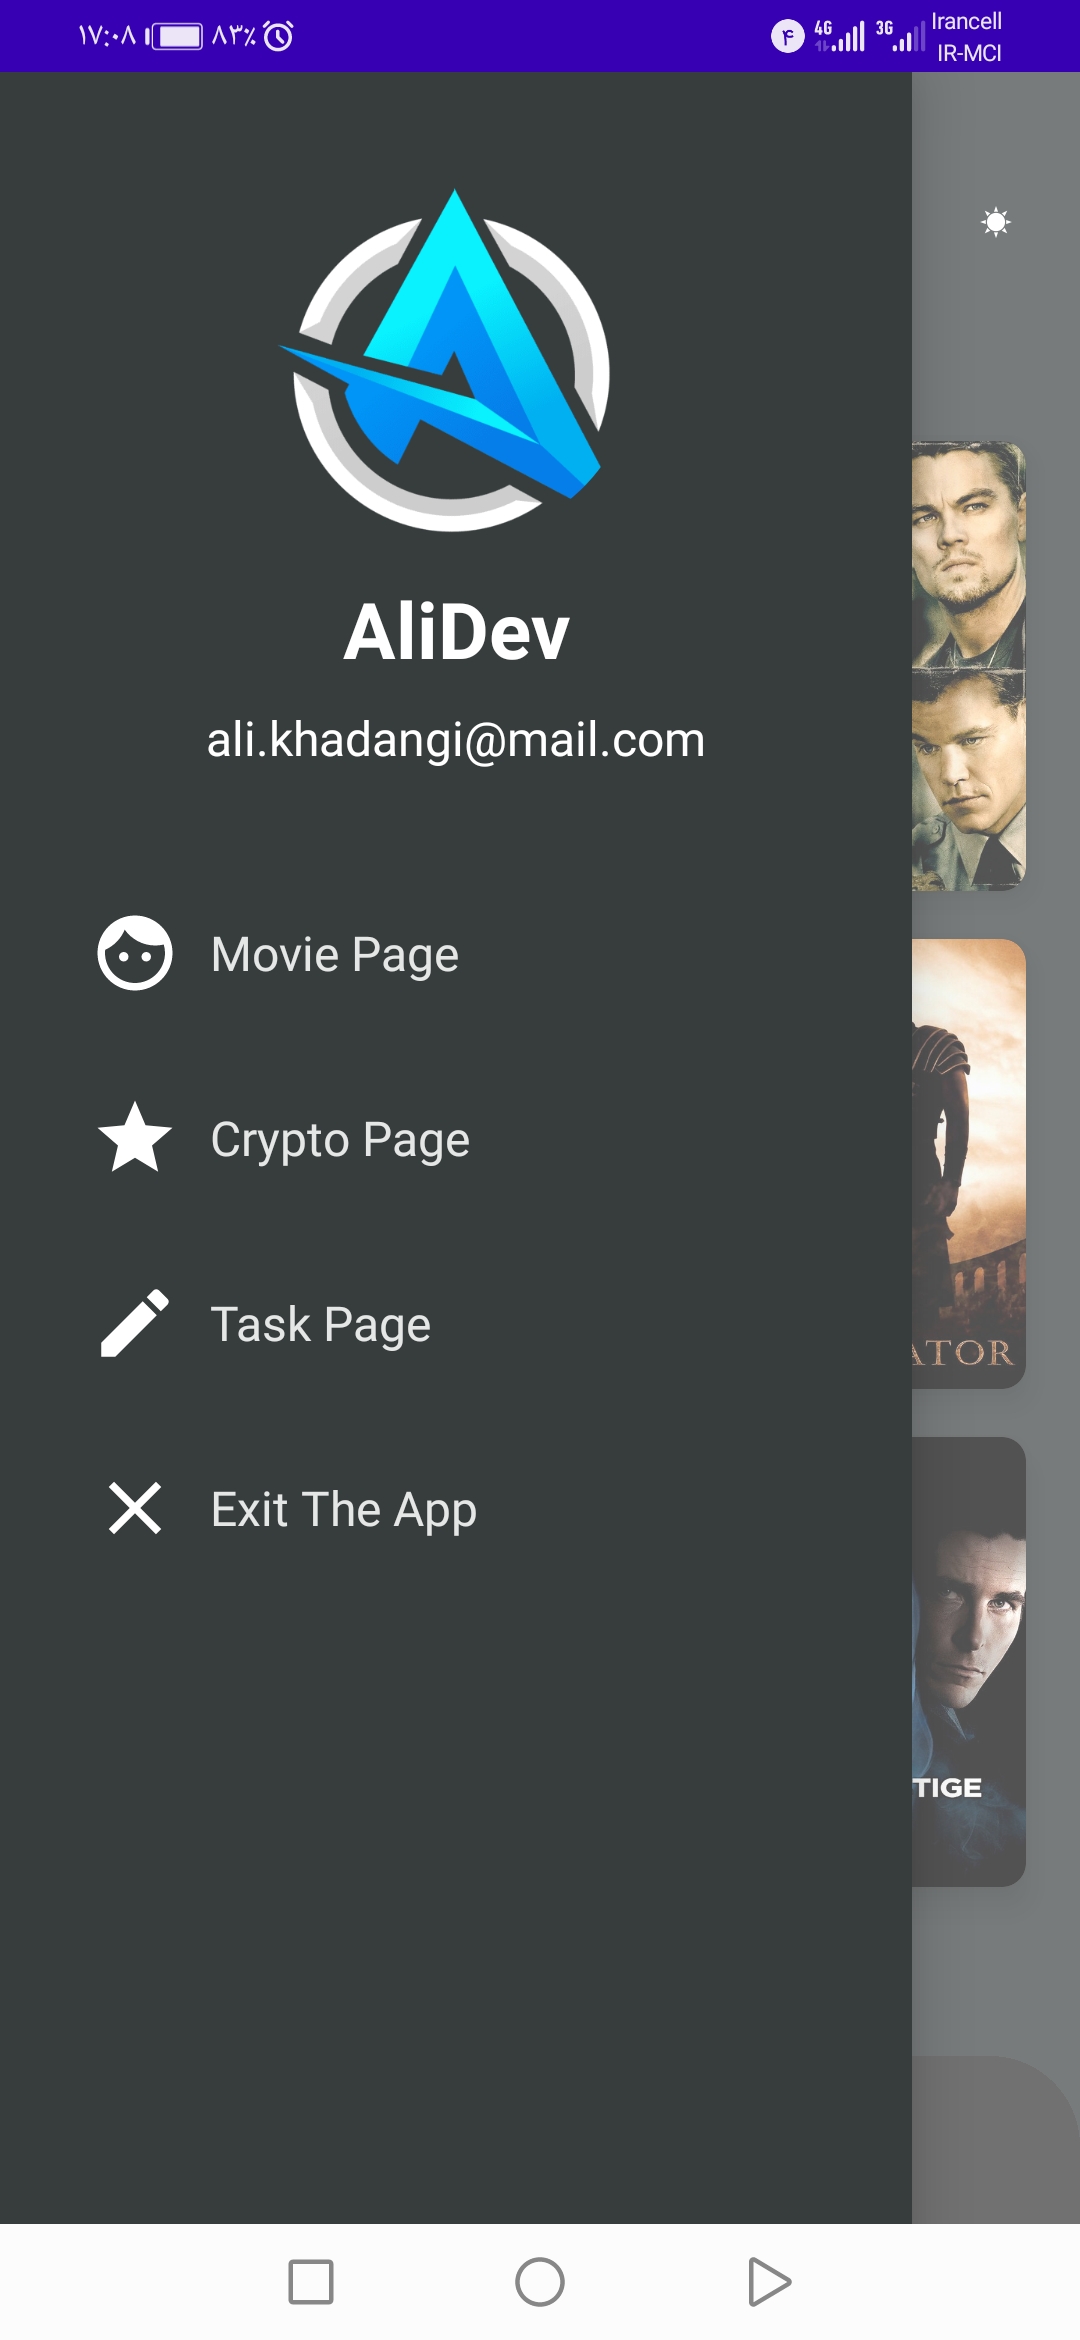 ۱۷:۰۸ ۸۳٪ ۴ 4G 3G Irancell
IR-MCI
AliDev
ali.khadangi@mail.com
Movie Page
Crypto Page
Task Page
ATOR
Exit The App
TIGE